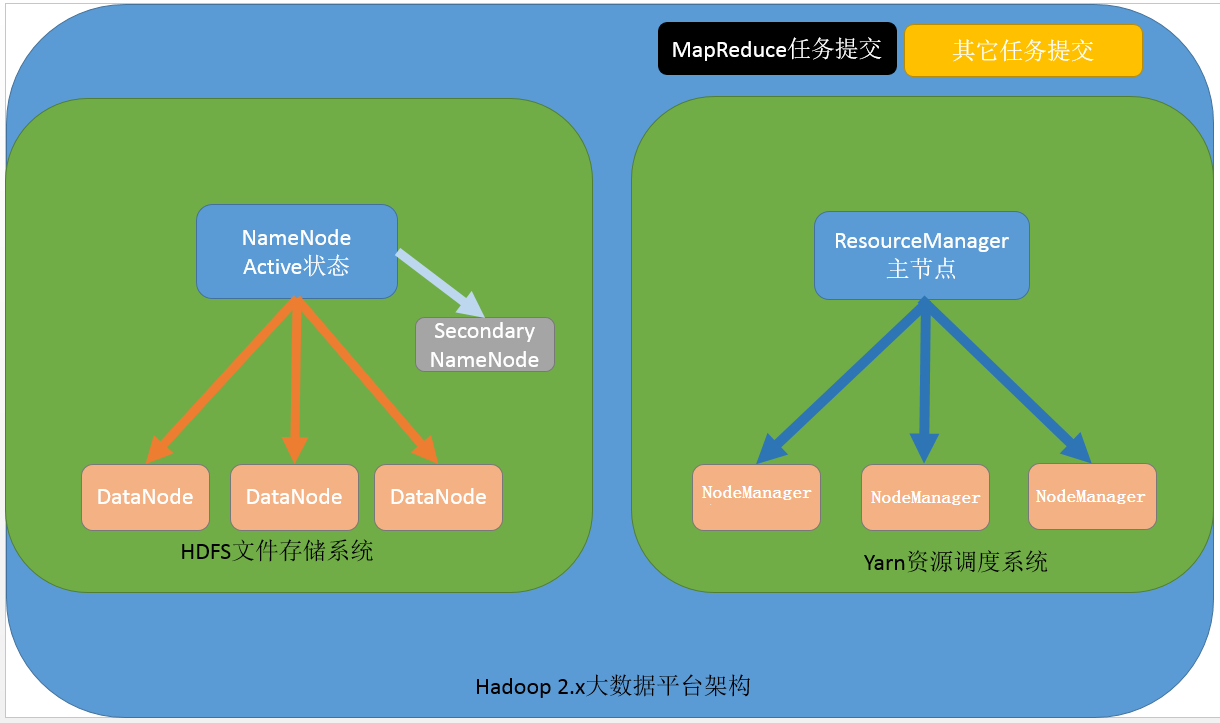 MapReduce任务提交
其它任务提交
NameNode
Active状态
Secondary
NameNode
DataNode
DataNode
DataNode
HDFS文件存储系统
ResourceManager
主节点
NodeManager
NodeManager
NodeManager
Yarn资源调度系统
Hadoop 2.x大数据平台架构